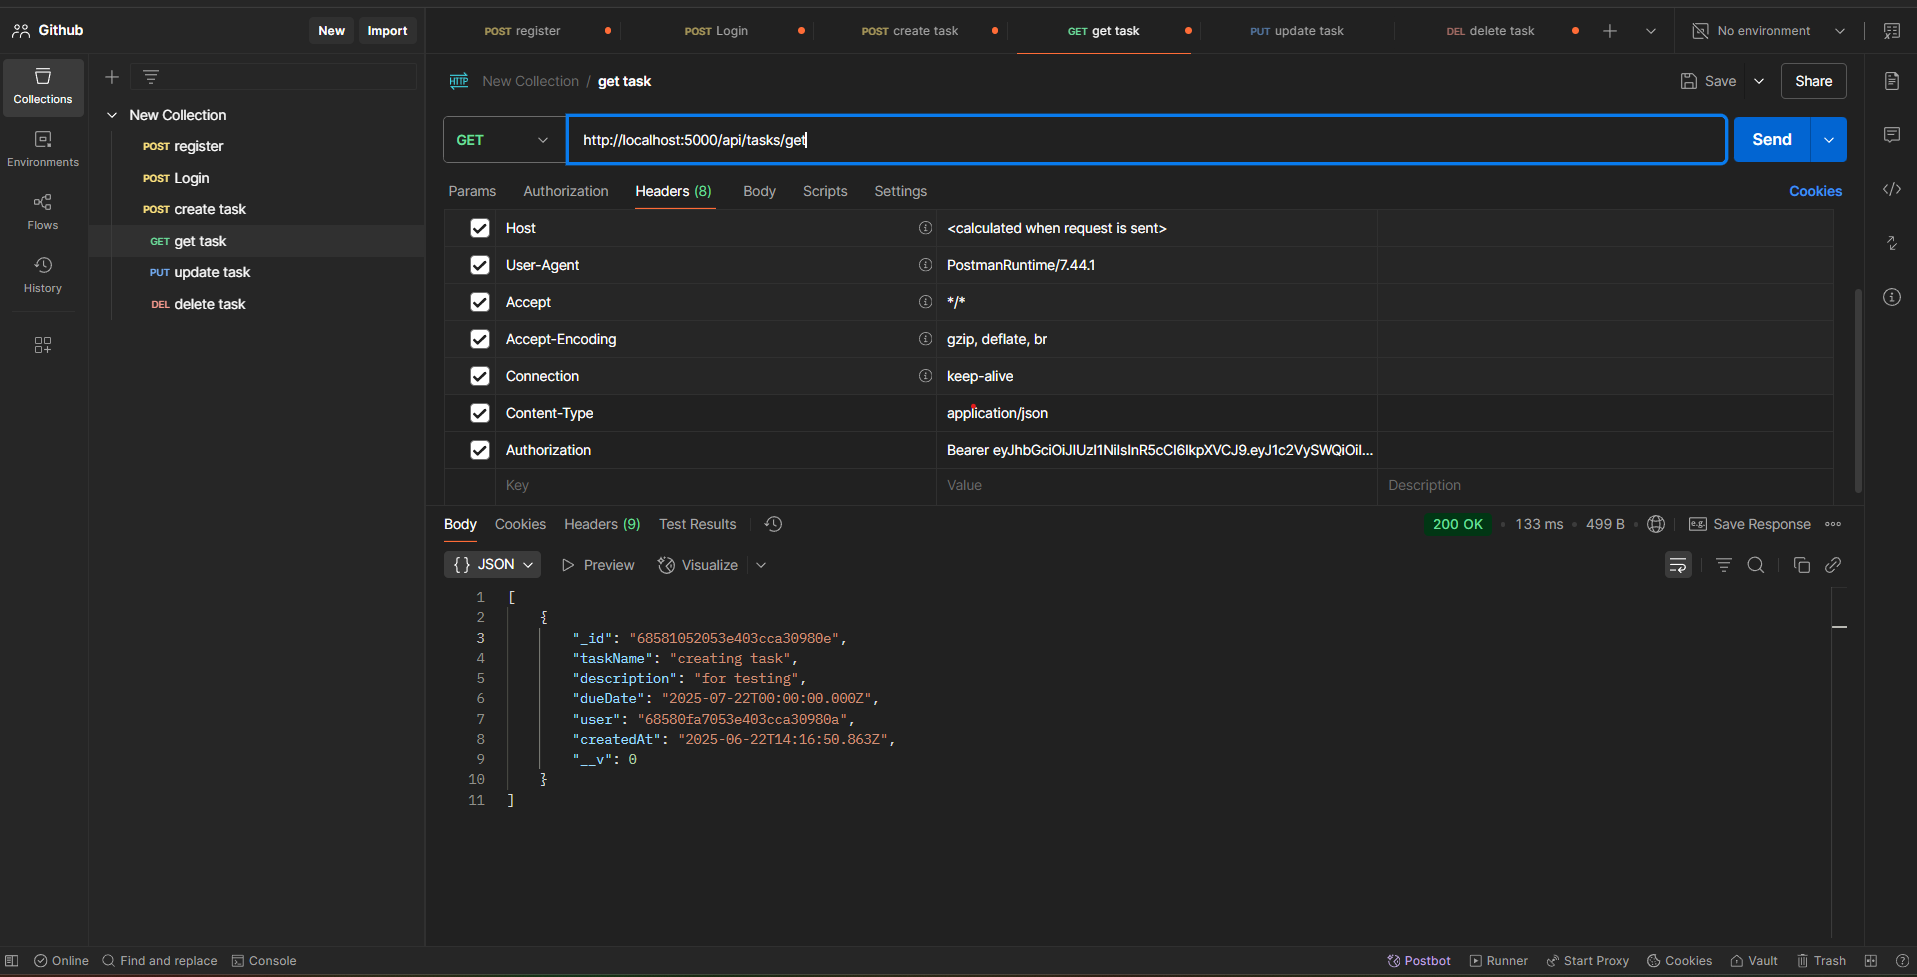 Github
New
Import
POST register
POST Login
POST create task
GET get task
PUT update task
DEL delete task
No environment
Collections
Environments
Flows
History
New Collection
POST register
POST Login
POST create task
GET get task
PUT update task
DEL delete task
HTTP
New Collection / get task
Save
Share
GET
http://localhost:5000/api/tasks/get
Send
Params
Authorization
Headers (8)
Body
Scripts
Settings
Cookies
Host
<calculated when request is sent>
User-Agent
PostmanRuntime/7.44.1
Accept
*/*
Accept-Encoding
gzip, deflate, br
Connection
keep-alive
Content-Type
application/json
Authorization
Bearer eyJhbGciOiJIUzI1NiIsInR5cCI6IkpXVCJ9.eyJ1c2VySWQiOiI...
Key
Value
Description
Body
Cookies
Headers (9)
Test Results
200 OK
133 ms
499 B
e.g.
Save Response
{} JSON
Preview
Visualize
1 [
2 {
3 "_id": "68581052053e403cca30980e",
4 "taskName": "creating task",
5 "description": "for testing",
6 "dueDate": "2025-07-22T00:00:00.000Z",
7 "user": "68580fa7053e403cca30980a",
8 "createdAt": "2025-06-22T14:16:50.863Z",
9 "__v": 0
10 }
11 ]
Online
Find and replace
Console
Postbot
Runner
Start Proxy
Cookies
Vault
Trash